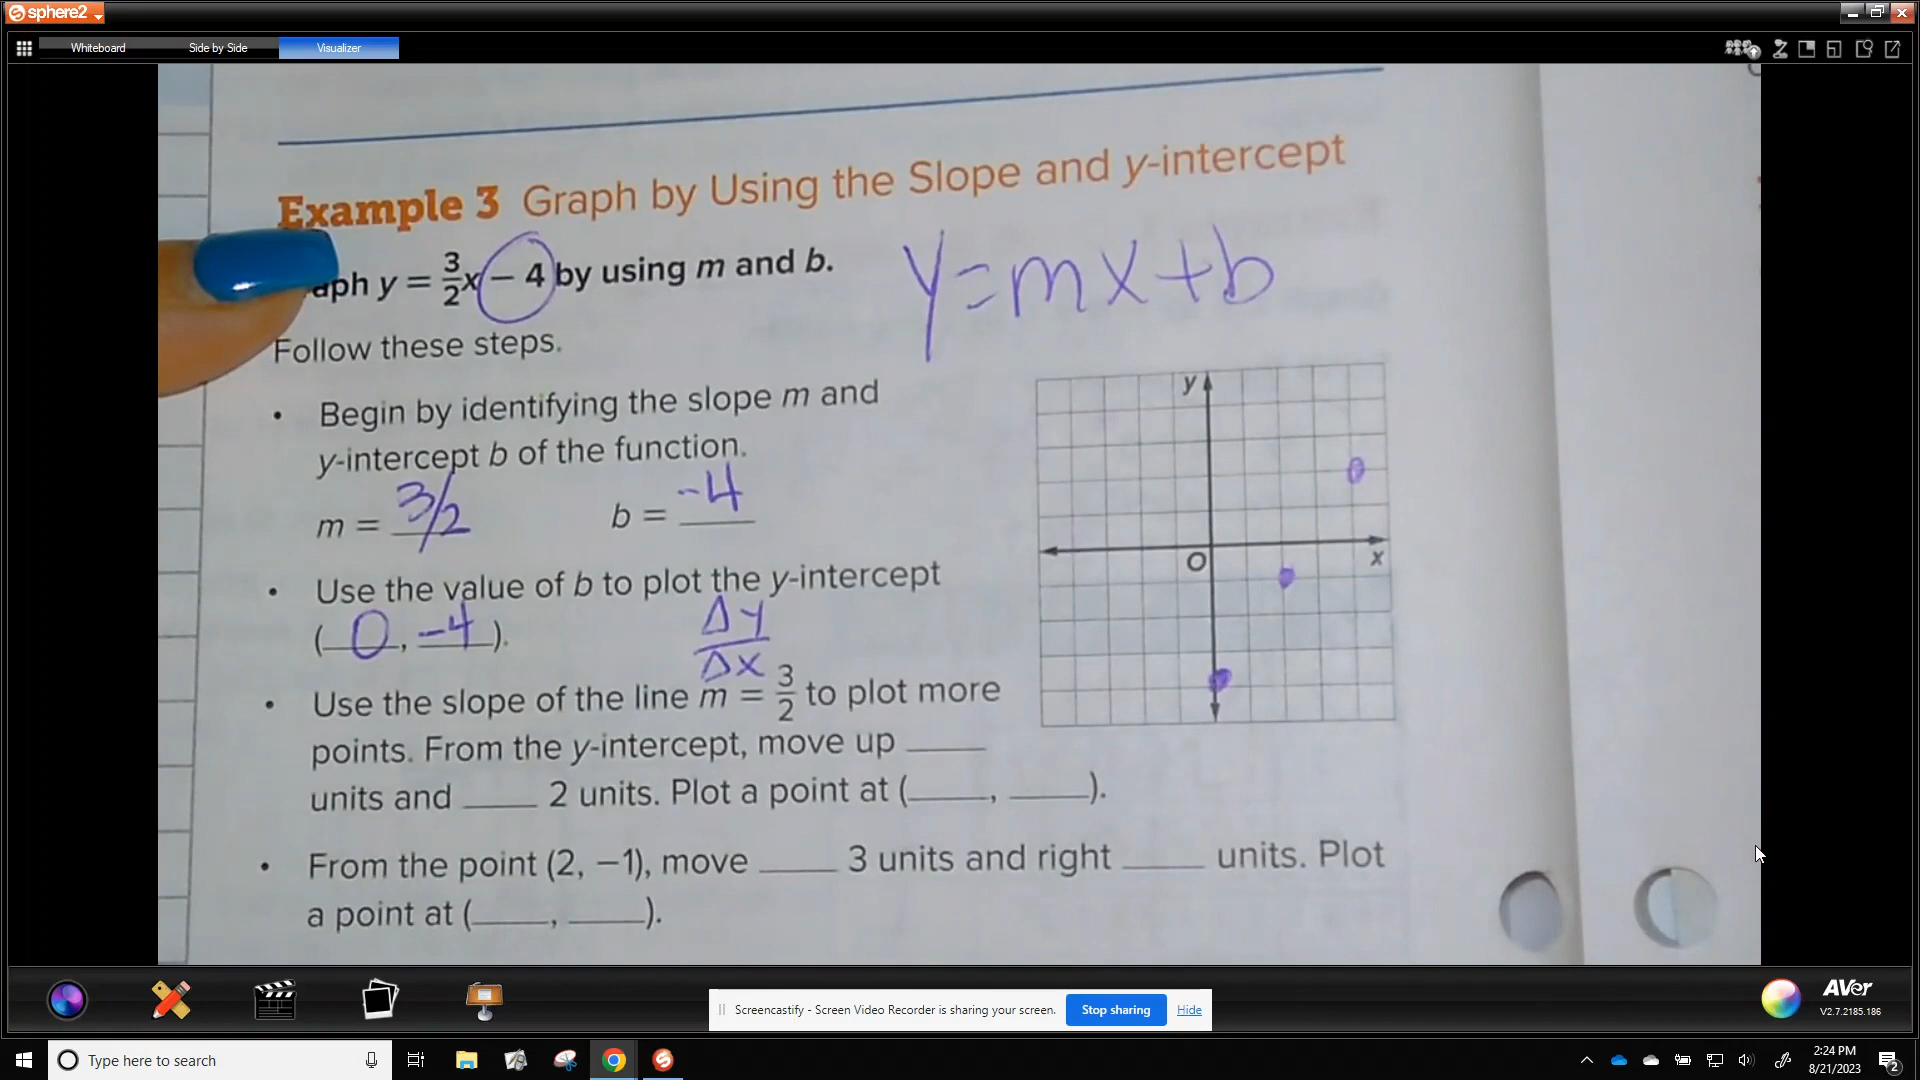 sphere2
Whiteboard Side by Side Visualizer
Example 3 Graph by Using the Slope and y-intercept
aph y = 3/2x − 4 by using m and b.
y=mx+b
Follow these steps.
• Begin by identifying the slope m and
y-intercept b of the function.
m = 3/2 b = -4
y
O x
• Use the value of b to plot the y-intercept
(0, -4).
Δy/Δx
• Use the slope of the line m = 3/2 to plot more
points. From the y-intercept, move up ____
units and ____ 2 units. Plot a point at (____, ____).
• From the point (2, −1), move ____ 3 units and right ____ units. Plot
a point at (____, ____).
Screencastify - Screen Video Recorder is sharing your screen. Stop sharing Hide
AVer
V2.7.2185.186
Type here to search
2:24 PM
8/21/2023
2